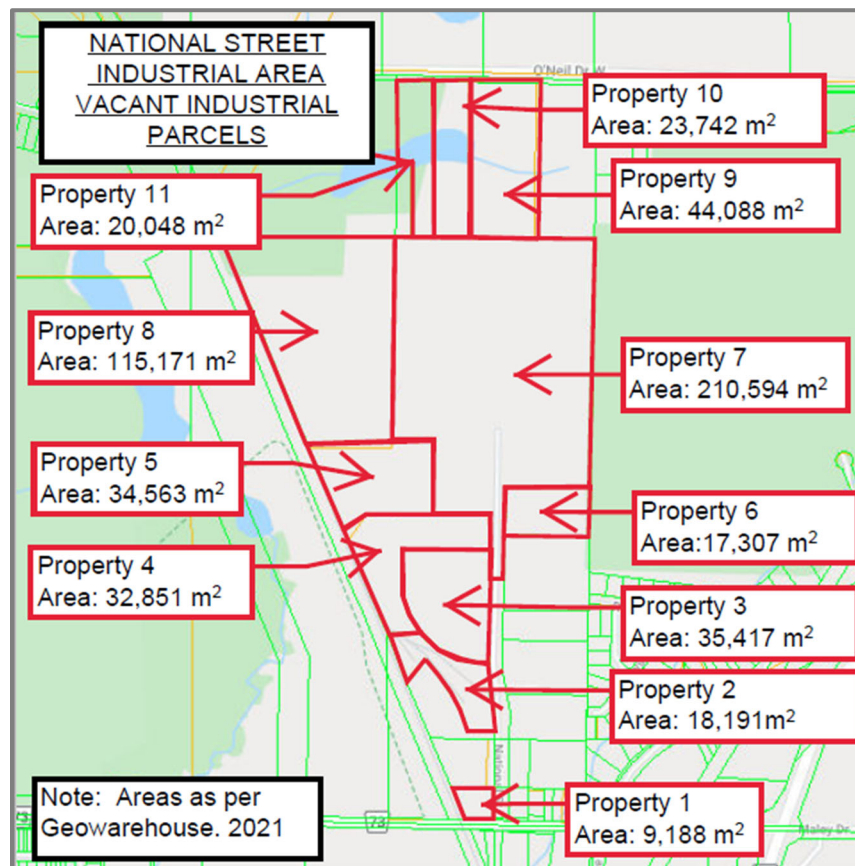 NATIONAL STREET
INDUSTRIAL AREA
VACANT INDUSTRIAL
PARCELS
O'Neil Dr W
Property 10
Area: 23,742 m²
Property 11
Area: 20,048 m²
Property 9
Area: 44,088 m²
Property 8
Area: 115,171 m²
Property 7
Area: 210,594 m²
Property 5
Area: 34,563 m²
Property 6
Area:17,307 m²
Property 4
Area: 32,851 m²
Property 3
Area: 35,417 m²
Property 2
Area: 18,191m²
National
Note: Areas as per
Geowarehouse. 2021
73
73
Property 1
Area: 9,188 m²
Maley Dr